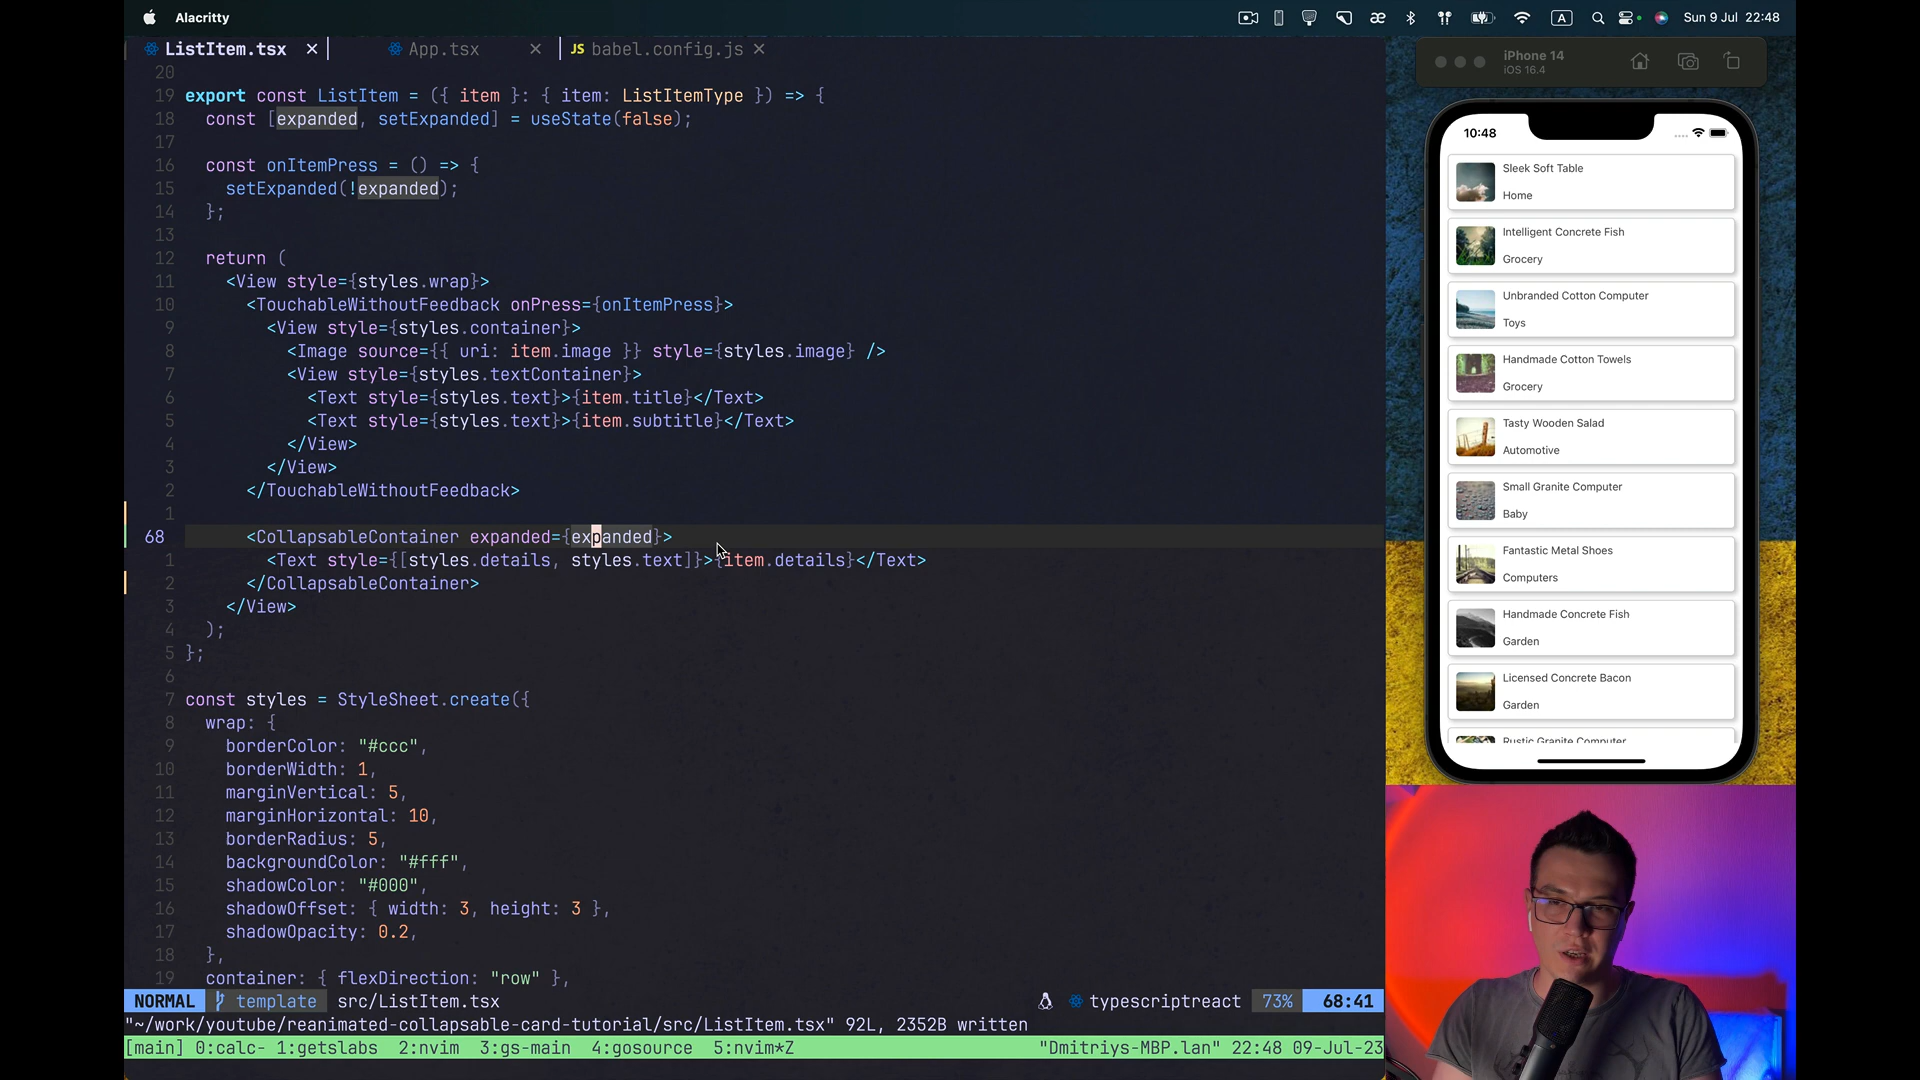 Alacritty
A
Sun 9 Jul 22:48
ListItem.tsx
App.tsx
JS babel.config.js
20
19 export const ListItem = ({ item }: { item: ListItemType }) => {
18 const [expanded, setExpanded] = useState(false);
17
16 const onItemPress = () => {
15 setExpanded(!expanded);
14 };
13
12 return (
11 <View style={styles.wrap}>
10 <TouchableWithoutFeedback onPress={onItemPress}>
9 <View style={styles.container}>
8 <Image source={{ uri: item.image }} style={styles.image} />
7 <View style={styles.textContainer}>
6 <Text style={styles.text}>{item.title}</Text>
5 <Text style={styles.text}>{item.subtitle}</Text>
4 </View>
3 </View>
2 </TouchableWithoutFeedback>
1
68 <CollapsableContainer expanded={expanded}>
1 <Text style={[styles.details, styles.text]}>{item.details}</Text>
2 </CollapsableContainer>
3 </View>
4 );
5 };
6
7 const styles = StyleSheet.create({
8 wrap: {
9 borderColor: "#ccc",
10 borderWidth: 1,
11 marginVertical: 5,
12 marginHorizontal: 10,
13 borderRadius: 5,
14 backgroundColor: "#fff",
15 shadowColor: "#000",
16 shadowOffset: { width: 3, height: 3 },
17 shadowOpacity: 0.2,
18 },
19 container: { flexDirection: "row" },
NORMAL template src/ListItem.tsx typescriptreact 73% 68:41
"~/work/youtube/reanimated-collapsable-card-tutorial/src/ListItem.tsx" 92L, 2352B written
[main] 0:calc- 1:getslabs 2:nvim 3:gs-main 4:gosource 5:nvim*Z "Dmitriys-MBP.lan" 22:48 09-Jul-23
iPhone 14
iOS 16.4
10:48
Sleek Soft Table
Home
Intelligent Concrete Fish
Grocery
Unbranded Cotton Computer
Toys
Handmade Cotton Towels
Grocery
Tasty Wooden Salad
Automotive
Small Granite Computer
Baby
Fantastic Metal Shoes
Computers
Handmade Concrete Fish
Garden
Licensed Concrete Bacon
Garden
Rustic Granite Computer